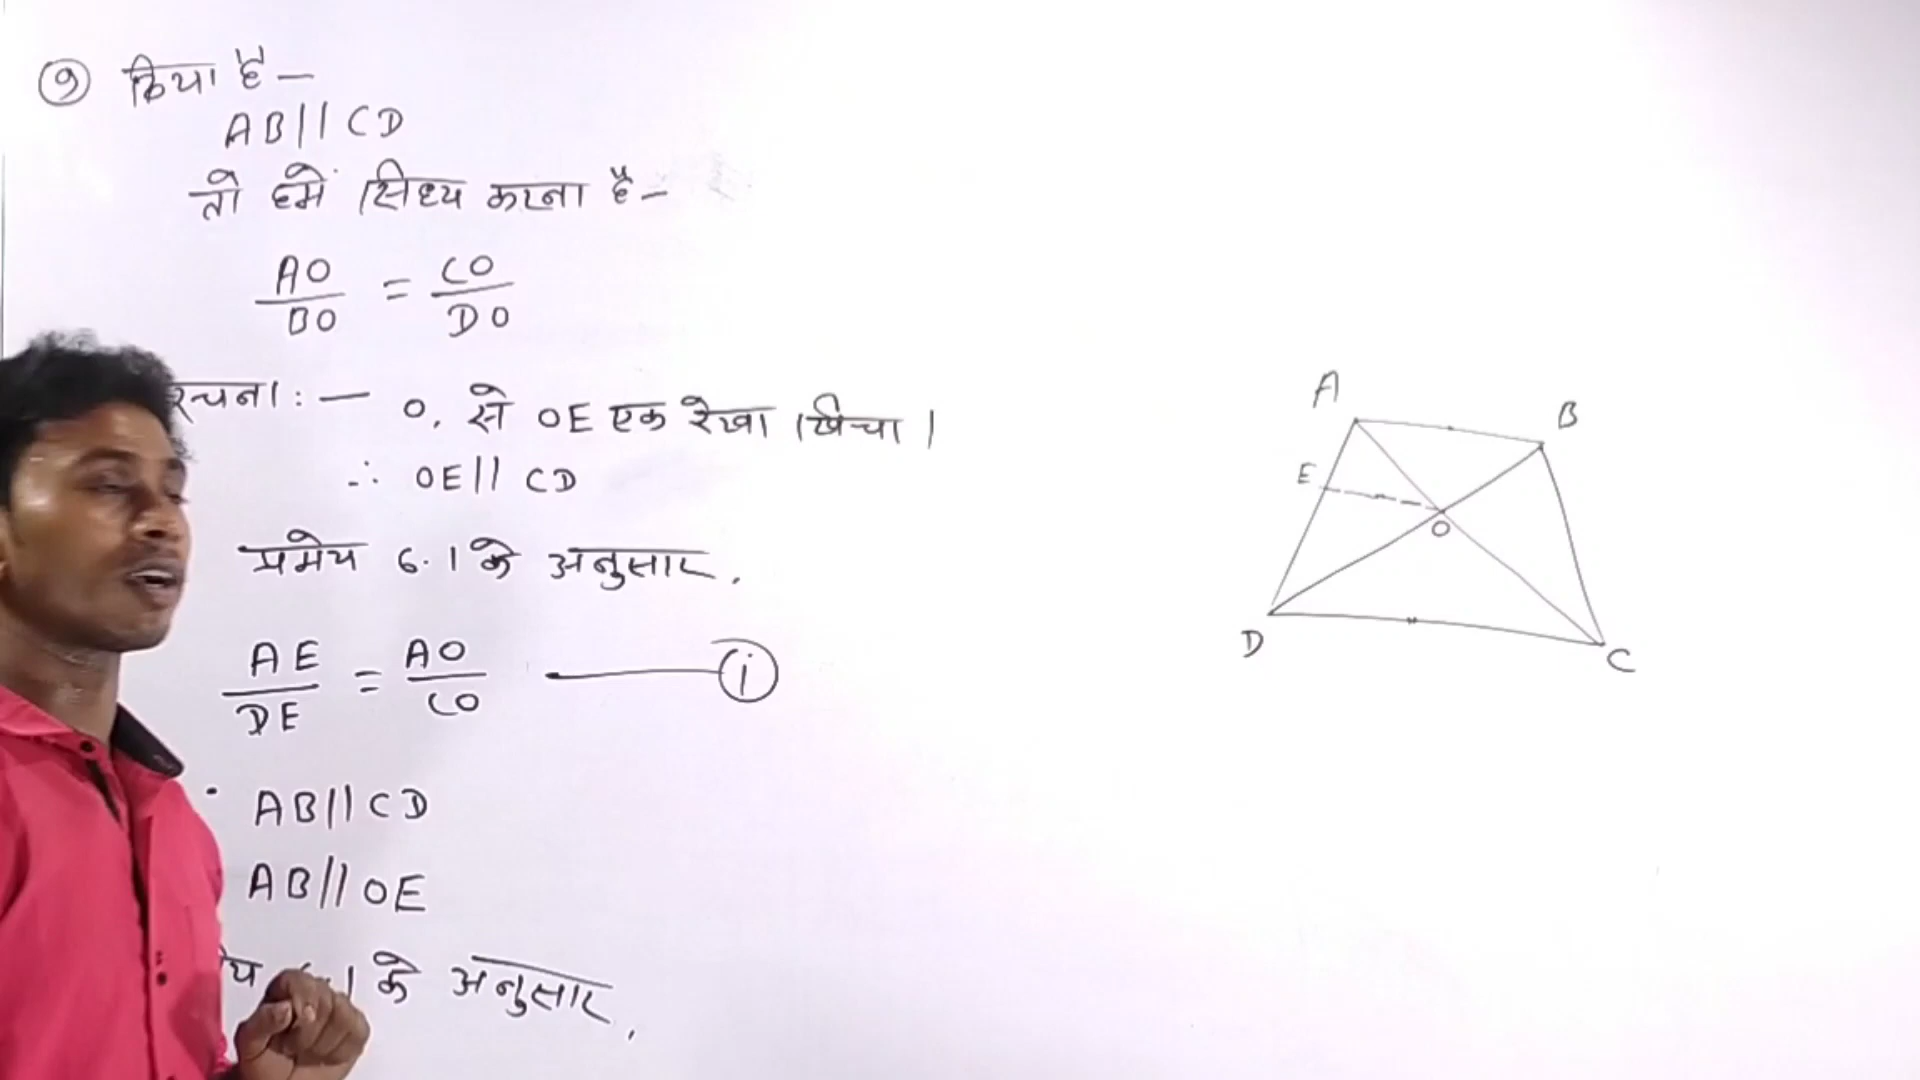 9 दिया है —
AB || CD
तो हमें सिध्य करना है —
AO/BO = CO/DO
रचना : — O, से OE एक रेखा खिंचा।
∴ OE || CD
प्रमेय 6.1 के अनुसार,
AE/DE = AO/CO —— (i)
AB || CD
AB || OE
के अनुसार,
A
B
E
O
D
C